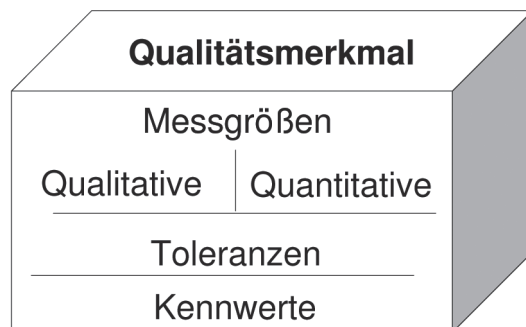 Qualitätsmerkmal
Messgrößen
Qualitative Quantitative
Toleranzen
Kennwerte